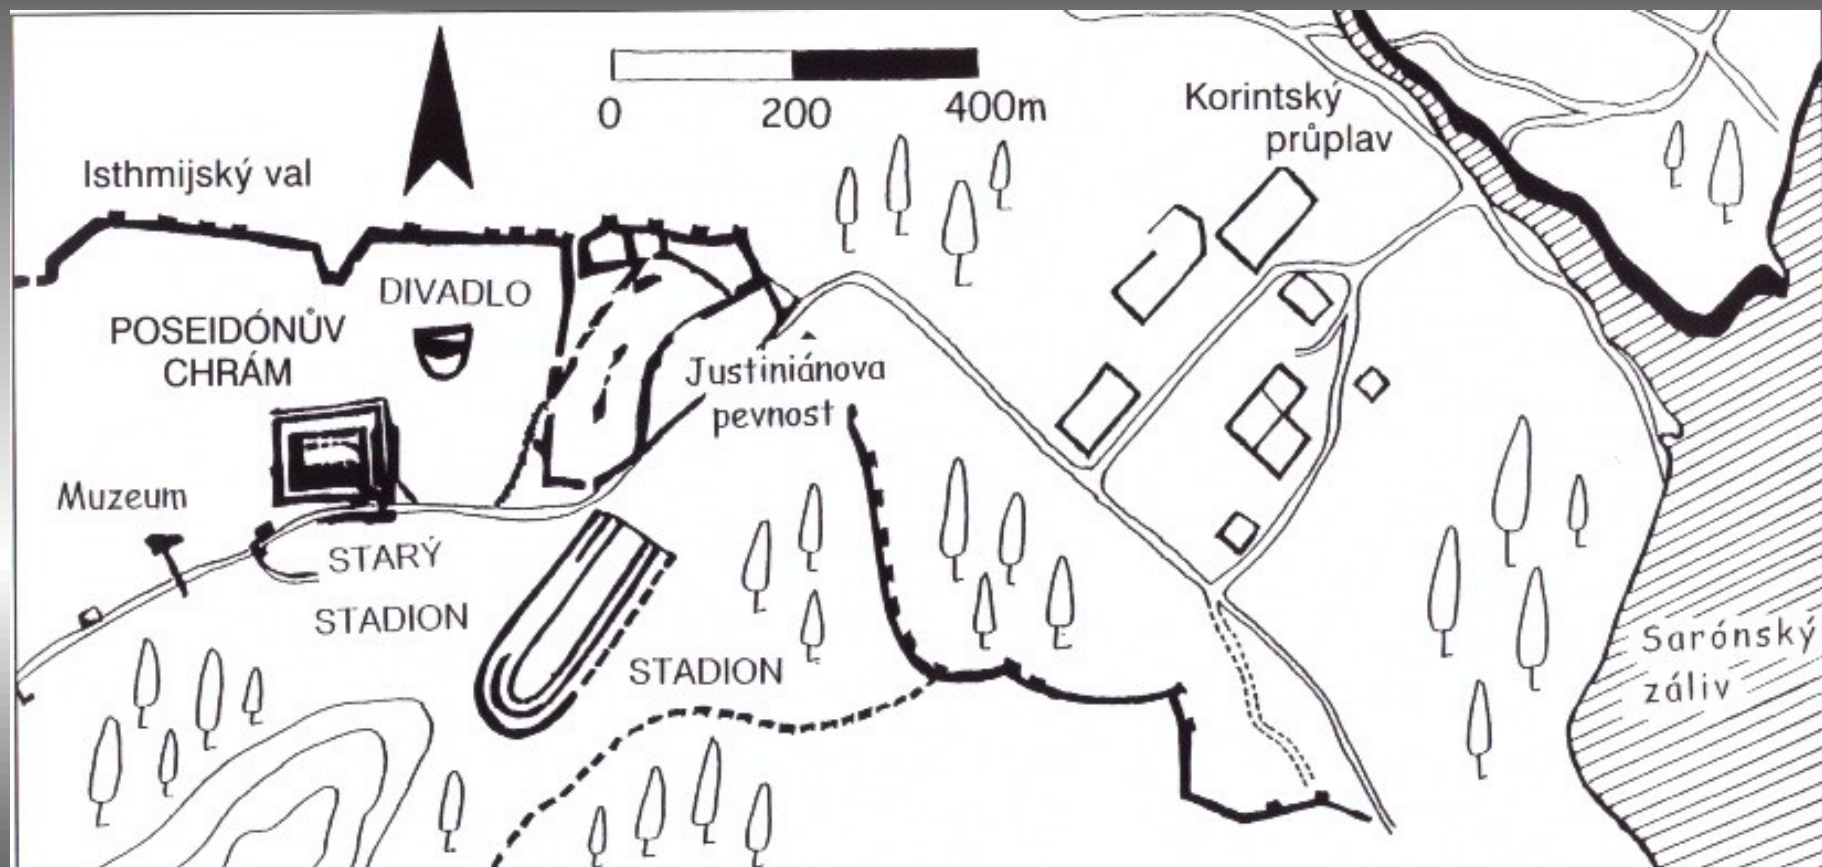 0 200 400m
Korintský
průplav
Isthmijský val
DIVADLO
POSEIDÓNŮV
CHRÁM
Justiniánova
pevnost
Muzeum
STARÝ
STADION
STADION
Sarónský
záliv